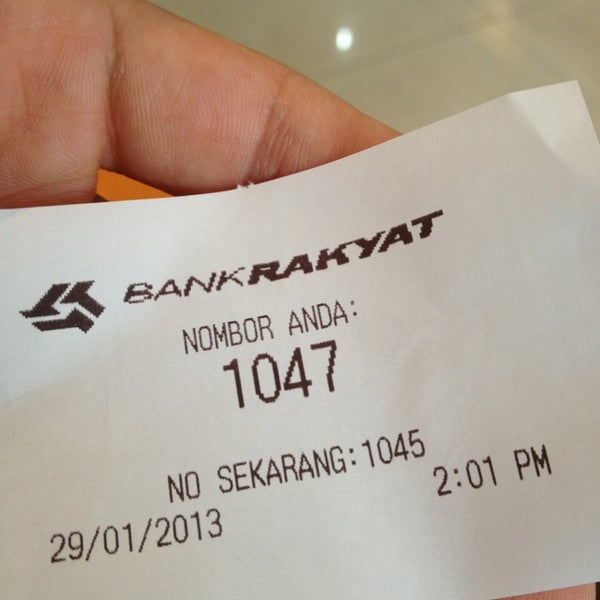 BANKRAKYAT
NOMBOR ANDA:
1047
NO SEKARANG:1045
29/01/2013 2:01 PM